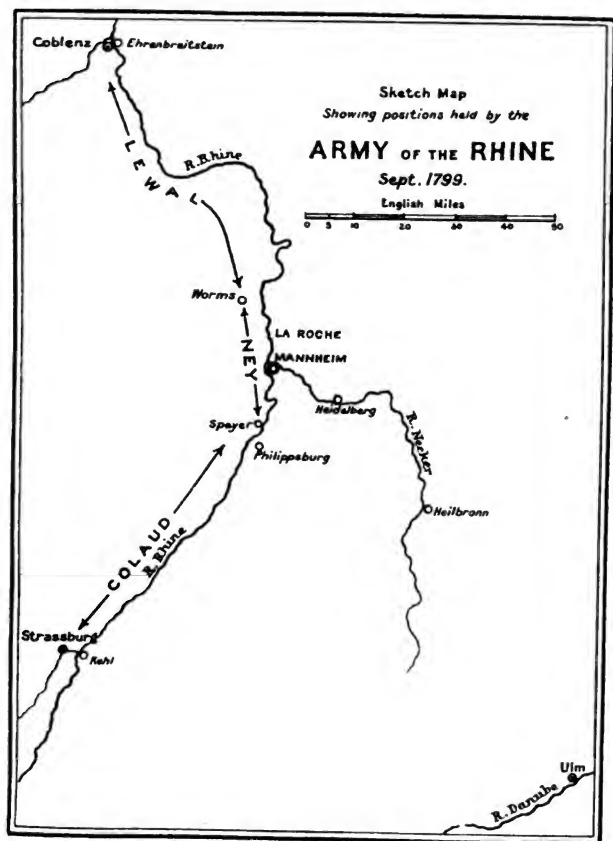 Coblenz
Ehrenbreitstein
Sketch Map
Showing positions held by the
ARMY OF THE RHINE
Sept. 1799.
English Miles
0 5 10 20 30 40 50
LEWAL
R. Rhine
Worms
LA ROCHE
NEY
MANNHEIM
Heidelberg
Speyer
R. Necker
Philippsburg
Heilbronn
COLAUD
R. Rhine
Strassburg
Kehl
Ulm
R. Danube